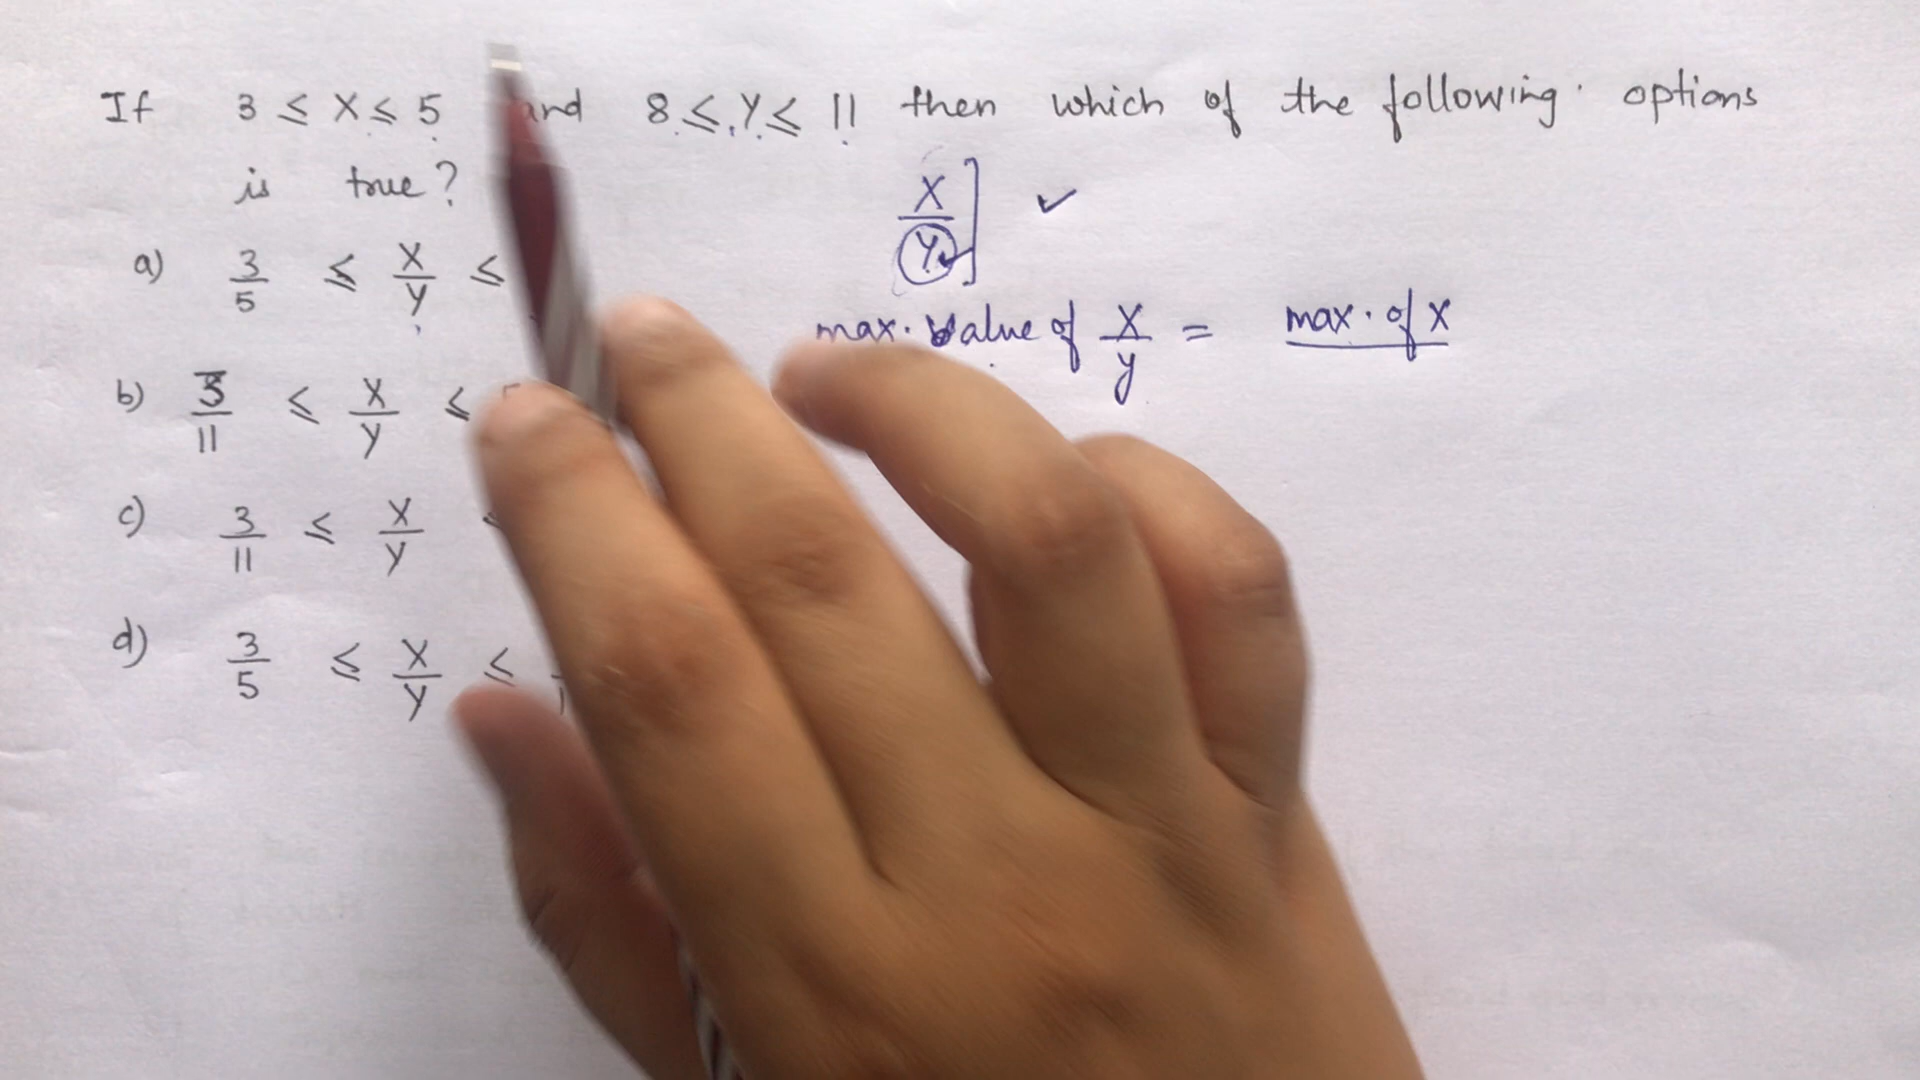 If 3 ≤ X ≤ 5 and 8 ≤ Y ≤ 11 then which of the following options
is true?
X/Y ✓
a) 3/5 ≤ X/Y ≤
max. value of X/y = max. of X
b) 3/11 ≤ X/Y ≤
c) 3/11 ≤ X/Y
d) 3/5 ≤ X/Y ≤